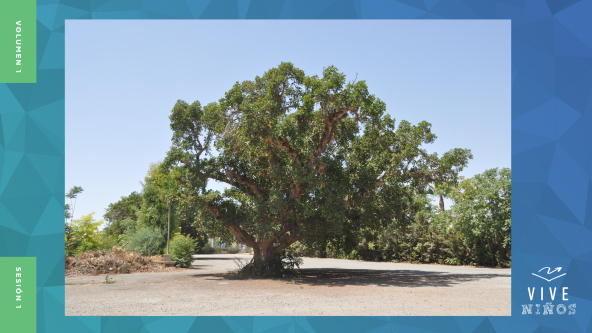 VOLUMEN 1
SESIÓN 1
VIVE
NIÑOS